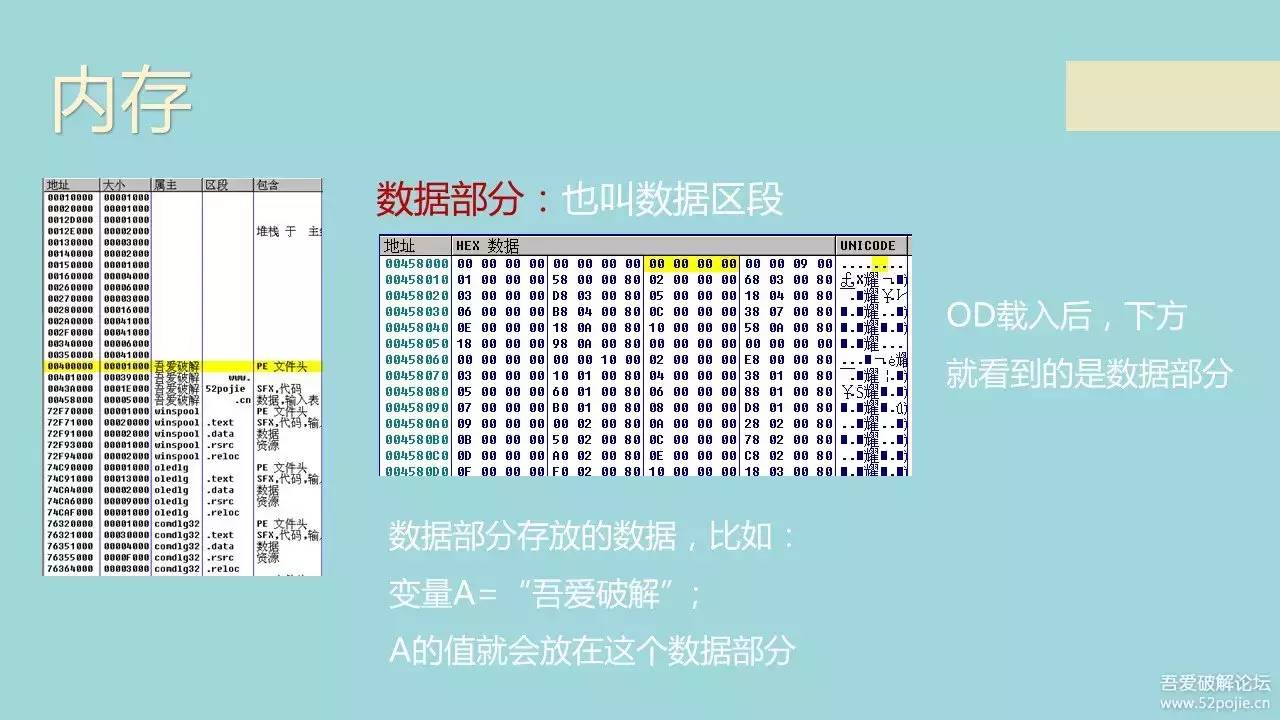 内存
地址 大小 属主 区段 包含
00010000 00001000
00020000 00001000
0012D000 00001000
0012E000 00002000 堆栈 于 主
00130000 00003000
00140000 00002000
00150000 00001000
00160000 00004000
00260000 00006000
00270000 00003000
00280000 00016000
002A0000 00041000
002F0000 00041000
00340000 00006000
00350000 00041000
00400000 00001000 吾爱破解 PE 文件头
00401000 00039000 吾爱破解 www.
0043A000 0001E000 吾爱破解 52pojie SFX,代码
00458000 00005000 吾爱破解 .cn 数据,输入表
72F70000 00001000 winspool PE 文件头
72F71000 00020000 winspool .text SFX,代码,输
72F91000 00002000 winspool .data 数据
72F93000 00001000 winspool .rsrc 资源
72F94000 00002000 winspool .reloc
74C90000 00001000 oledlg PE 文件头
74C91000 00013000 oledlg .text SFX,代码,输
74CA4000 00002000 oledlg .data 数据
74CA6000 00009000 oledlg .rsrc 资源
74CAF000 00001000 oledlg .reloc
76320000 00001000 comdlg32 PE 文件头
76321000 00030000 comdlg32 .text SFX,代码,输
76351000 00004000 comdlg32 .data 数据
76355000 0000F000 comdlg32 .rsrc 资源
76364000 00003000 comdlg32 .reloc
数据部分：也叫数据区段
地址 HEX 数据 UNICODE
00458000 00 00 00 00 00 00 00 00 00 00 00 00 00 00 09 00 ........
00458010 01 00 00 00 58 00 00 80 02 00 00 00 68 03 00 80
00458020 03 00 00 00 D8 03 00 80 05 00 00 00 18 04 00 80
00458030 06 00 00 00 B8 04 00 80 0C 00 00 00 38 07 00 80
00458040 0E 00 00 00 18 0A 00 80 10 00 00 00 50 0A 00 80
00458050 18 00 00 00 98 0A 00 80 00 00 00 00 00 00 00 00
00458060 00 00 00 00 00 00 18 00 02 00 00 00 E8 00 00 80
00458070 03 00 00 00 10 01 00 80 04 00 00 00 38 01 00 80
00458080 05 00 00 00 60 01 00 80 06 00 00 00 88 01 00 80
00458090 07 00 00 00 B0 01 00 80 08 00 00 00 D8 01 00 80
004580A0 09 00 00 00 00 02 00 80 0A 00 00 00 28 02 00 80
004580B0 0B 00 00 00 50 02 00 80 0C 00 00 00 78 02 00 80
004580C0 0D 00 00 00 A0 02 00 80 0E 00 00 00 C8 02 00 80
004580D0 0F 00 00 00 F0 02 00 80 10 00 00 00 18 03 00 80
OD载入后，下方
就看到的是数据部分
数据部分存放的数据，比如：
变量A=“吾爱破解”;
A的值就会放在这个数据部分
吾爱破解论坛
www.52pojie.cn